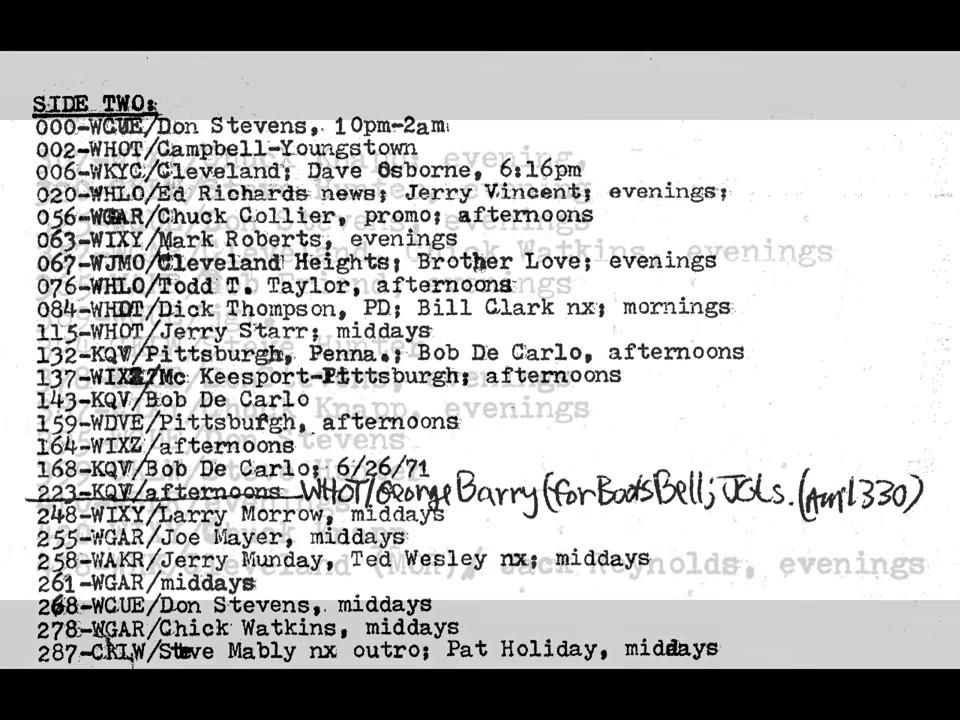 SIDE TWO:
000-WCUE/Don Stevens, 10pm-2am
002-WHOT/Campbell-Youngstown
006-WKYC/Cleveland; Dave Osborne, 6:16pm
020-WHLO/Ed Richards news; Jerry Vincent; evenings;
056-WGAR/Chuck Collier, promo; afternoons
063-WIXY/Mark Roberts, evenings
067-WJMO/Cleveland Heights; Brother Love; evenings
076-WHLO/Todd T. Taylor, afternoons
084-WHOT/Dick Thompson, PD; Bill Clark nx; mornings
115-WHOT/Jerry Starr; middays
132-KQV/Pittsburgh, Penna.; Bob De Carlo, afternoons
137-WIXZ/Mc Keesport-Pittsburgh; afternoons
143-KQV/Bob De Carlo
159-WDVE/Pittsburgh, afternoons
164-WIXZ/afternoons
168-KQV/Bob De Carlo; 6/26/71
223-KQV/afternoons WHOT/George Barry (for Boots Bell; JGLs. (Am 1330)
248-WIXY/Larry Morrow, middays
255-WGAR/Joe Mayer, middays
258-WAKR/Jerry Munday, Ted Wesley nx; middays
261-WGAR/middays
268-WCUE/Don Stevens, middays
278-WGAR/Chick Watkins, middays
287-CKLW/Steve Mably nx outro; Pat Holiday, middays